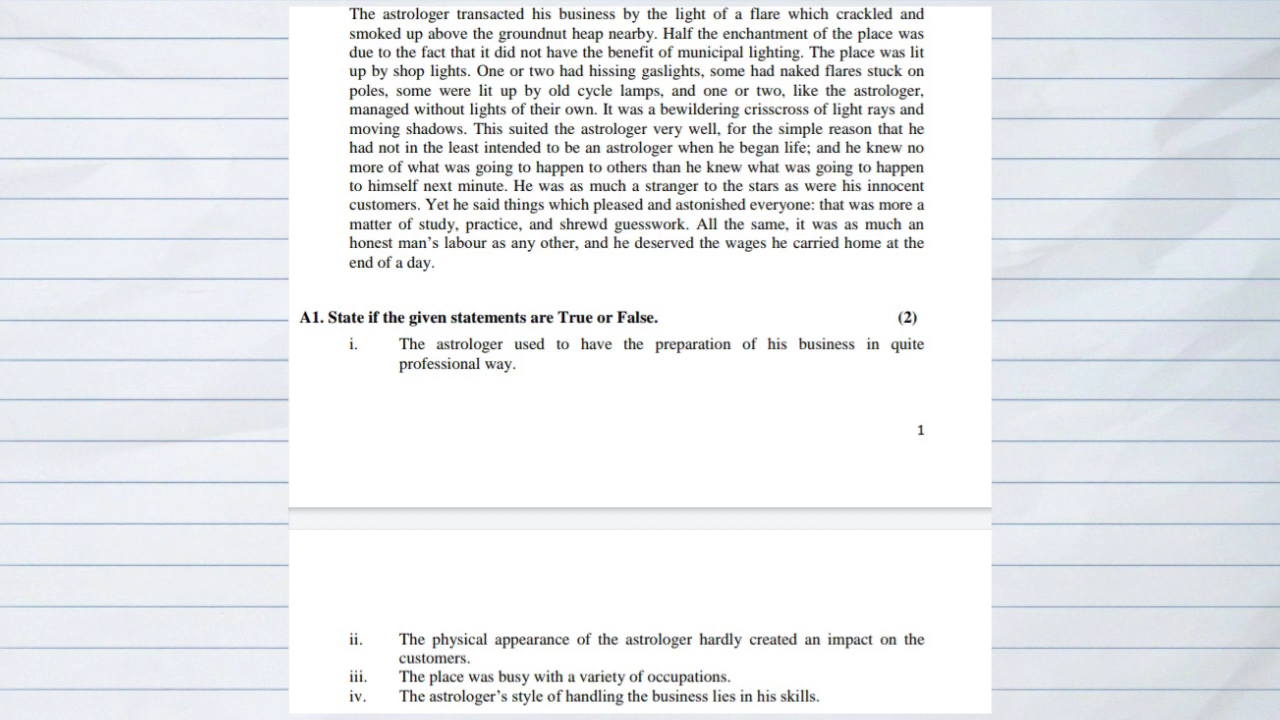 The astrologer transacted his business by the light of a flare which crackled and
smoked up above the groundnut heap nearby. Half the enchantment of the place was
due to the fact that it did not have the benefit of municipal lighting. The place was lit
up by shop lights. One or two had hissing gaslights, some had naked flares stuck on
poles, some were lit up by old cycle lamps, and one or two, like the astrologer,
managed without lights of their own. It was a bewildering crisscross of light rays and
moving shadows. This suited the astrologer very well, for the simple reason that he
had not in the least intended to be an astrologer when he began life; and he knew no
more of what was going to happen to others than he knew what was going to happen
to himself next minute. He was as much a stranger to the stars as were his innocent
customers. Yet he said things which pleased and astonished everyone: that was more a
matter of study, practice, and shrewd guesswork. All the same, it was as much an
honest man's labour as any other, and he deserved the wages he carried home at the
end of a day.
A1. State if the given statements are True or False. (2)
i. The astrologer used to have the preparation of his business in quite
professional way.
1
ii. The physical appearance of the astrologer hardly created an impact on the
customers.
iii. The place was busy with a variety of occupations.
iv. The astrologer's style of handling the business lies in his skills.